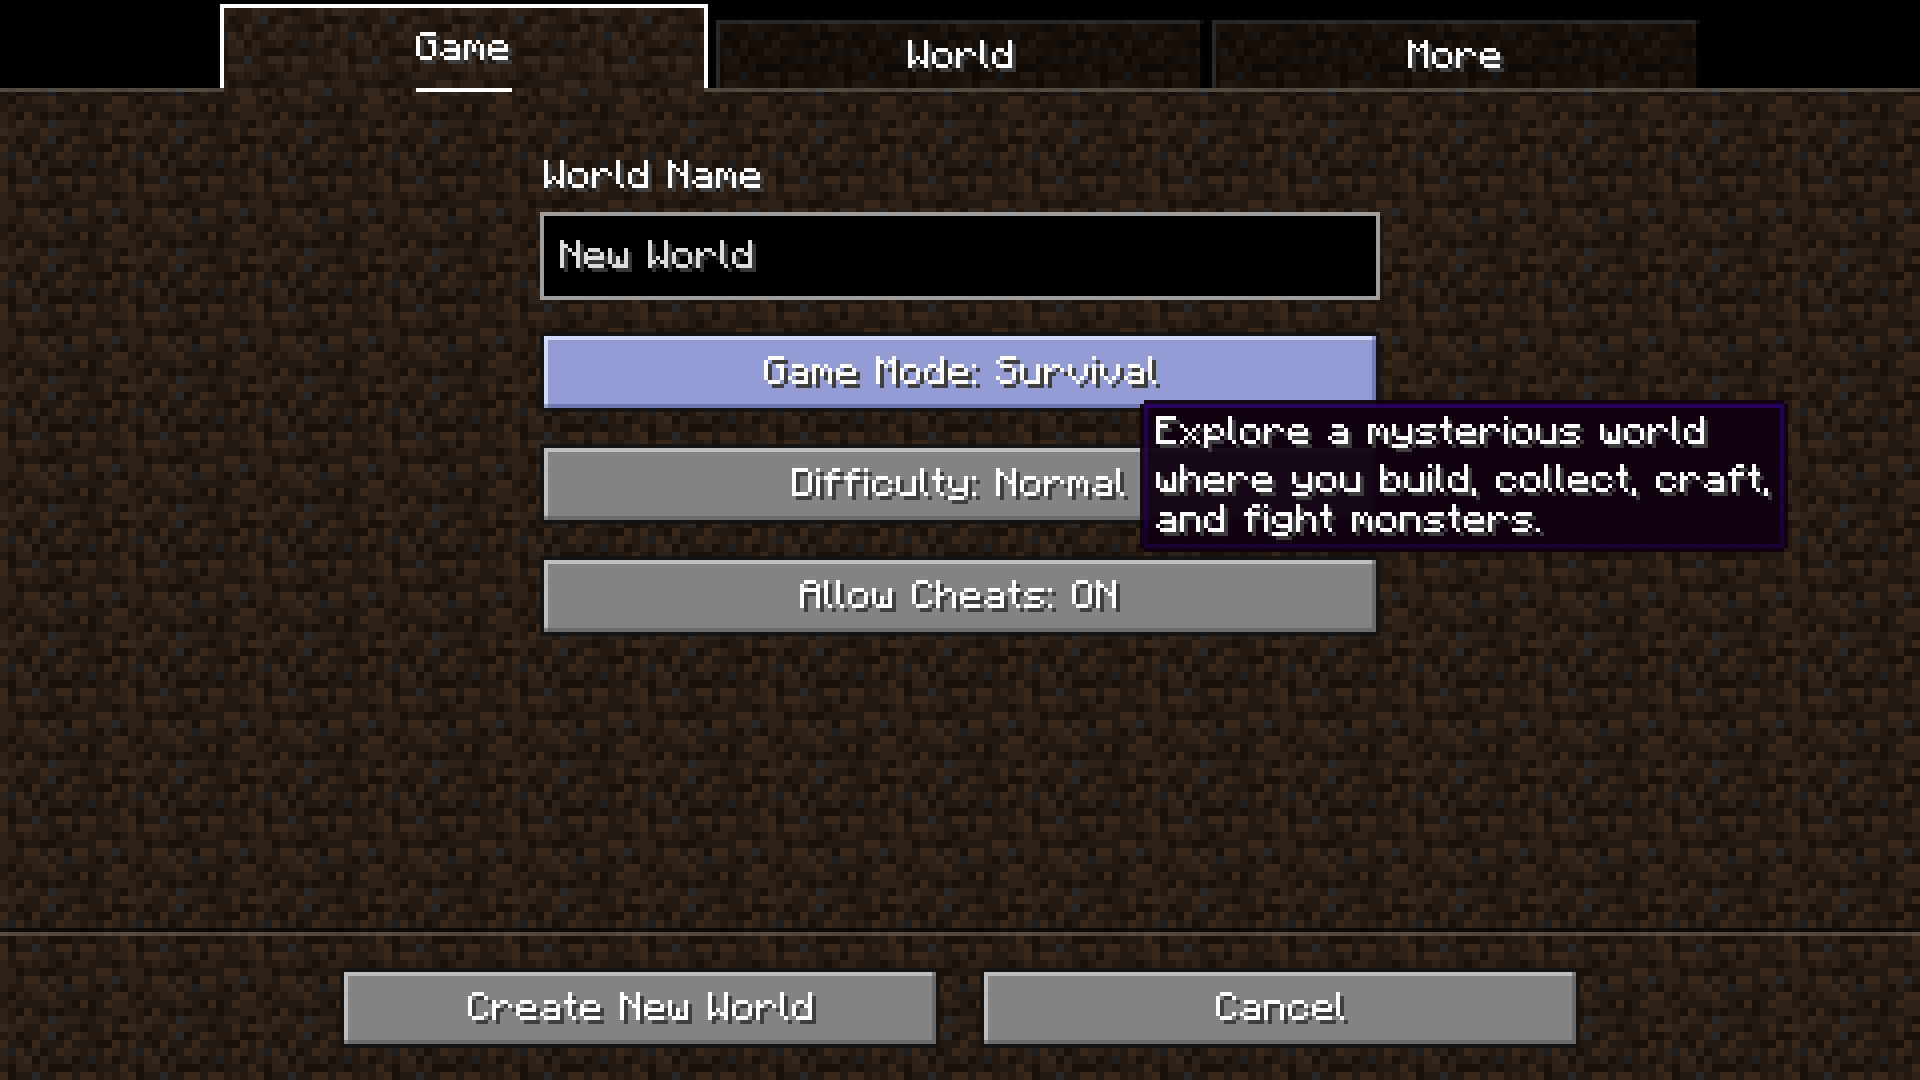 Game
World
More
World Name
New World
Game Mode: Survival
Difficulty: Normal
Explore a mysterious world
where you build, collect, craft,
and fight monsters.
Allow Cheats: ON
Create New World
Cancel